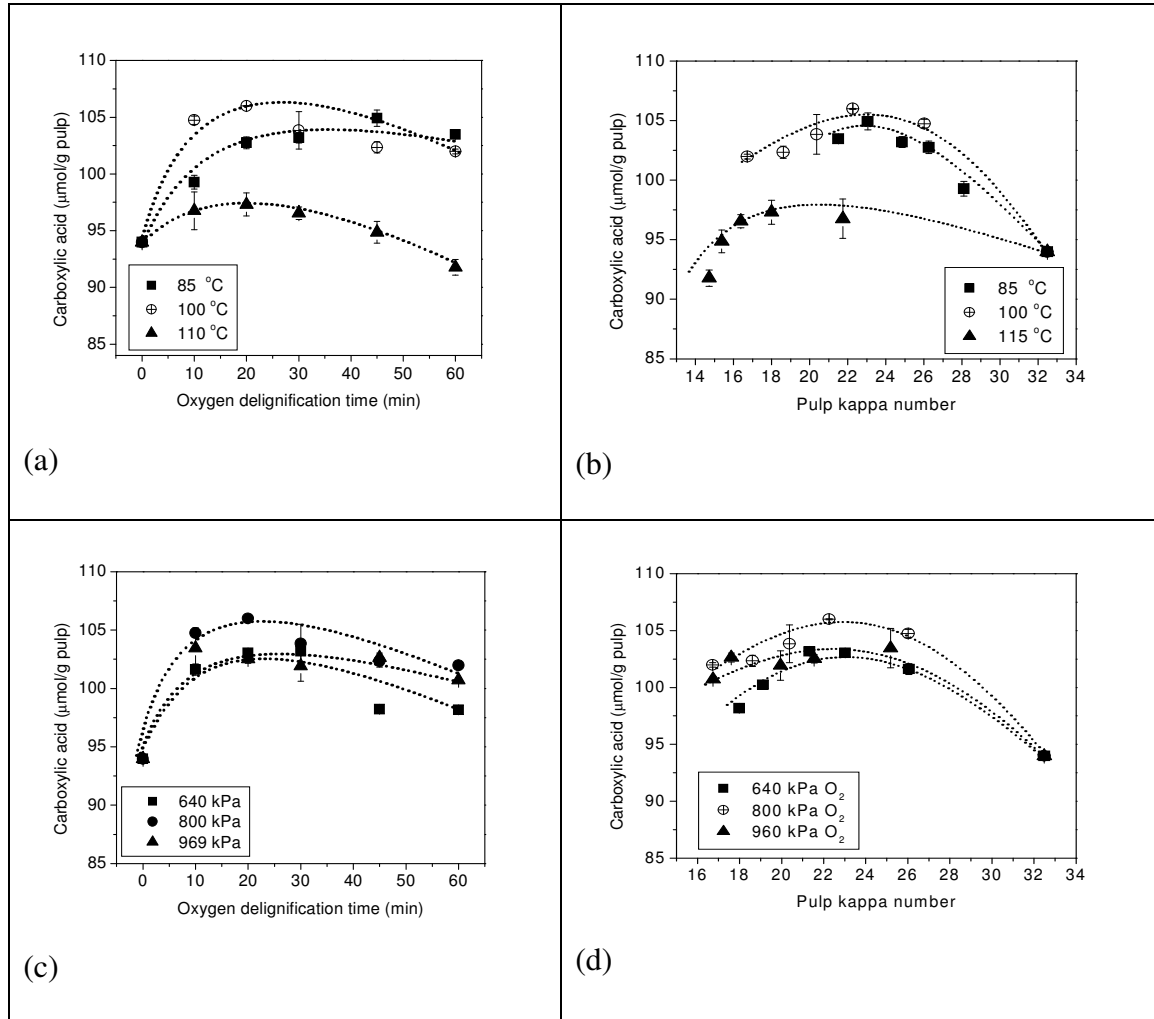 110
105
100
95
90
85
Carboxylic acid (μmol/g pulp)
85 °C
100 °C
110 °C
0 10 20 30 40 50 60
Oxygen delignification time (min)
(a)
110
105
100
95
90
85
Carboxylic acid (μmol/g pulp)
85 °C
100 °C
115 °C
14 16 18 20 22 24 26 28 30 32 34
Pulp kappa number
(b)
110
105
100
95
90
85
Carboxylic acid (μmol/g pulp)
640 kPa
800 kPa
969 kPa
0 10 20 30 40 50 60
Oxygen delignification time (min)
(c)
110
105
100
95
90
85
Carboxylic acid (μmol/g pulp)
640 kPa O₂
800 kPa O₂
960 kPa O₂
16 18 20 22 24 26 28 30 32 34
Pulp kappa number
(d)